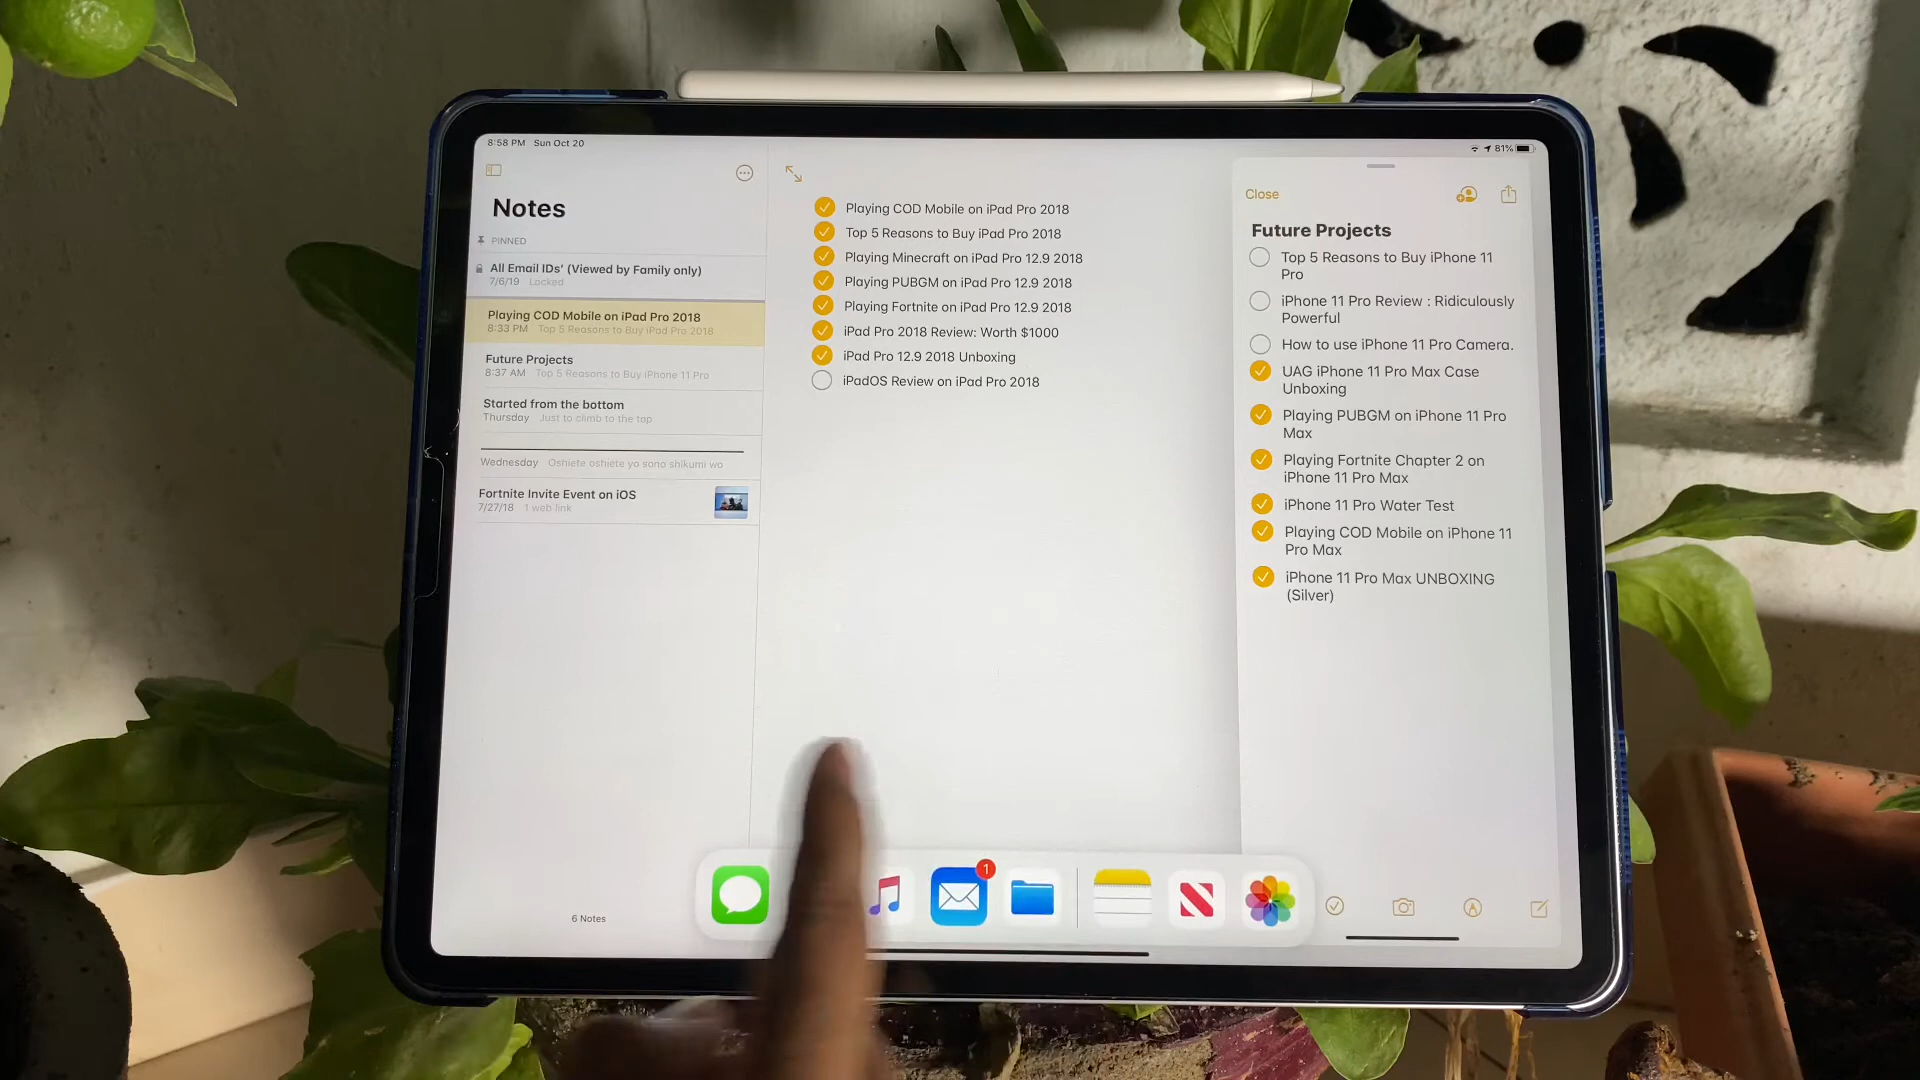 8:58 PM Sun Oct 20
81%
Notes
PINNED
All Email IDs' (Viewed by Family only)
7/6/19 Locked
Playing COD Mobile on iPad Pro 2018
8:33 PM Top 5 Reasons to Buy iPad Pro 2018
Future Projects
8:37 AM Top 5 Reasons to Buy iPhone 11 Pro
Started from the bottom
Thursday Just to climb to the top
Wednesday Oshiete oshiete yo sono shikumi wo
Fortnite Invite Event on iOS
7/27/18 1 web link
6 Notes
Playing COD Mobile on iPad Pro 2018
Top 5 Reasons to Buy iPad Pro 2018
Playing Minecraft on iPad Pro 12.9 2018
Playing PUBGM on iPad Pro 12.9 2018
Playing Fortnite on iPad Pro 12.9 2018
iPad Pro 2018 Review: Worth $1000
iPad Pro 12.9 2018 Unboxing
iPadOS Review on iPad Pro 2018
Close
Future Projects
Top 5 Reasons to Buy iPhone 11
Pro
iPhone 11 Pro Review : Ridiculously
Powerful
How to use iPhone 11 Pro Camera.
UAG iPhone 11 Pro Max Case
Unboxing
Playing PUBGM on iPhone 11 Pro
Max
Playing Fortnite Chapter 2 on
iPhone 11 Pro Max
iPhone 11 Pro Water Test
Playing COD Mobile on iPhone 11
Pro Max
iPhone 11 Pro Max UNBOXING
(Silver)
1